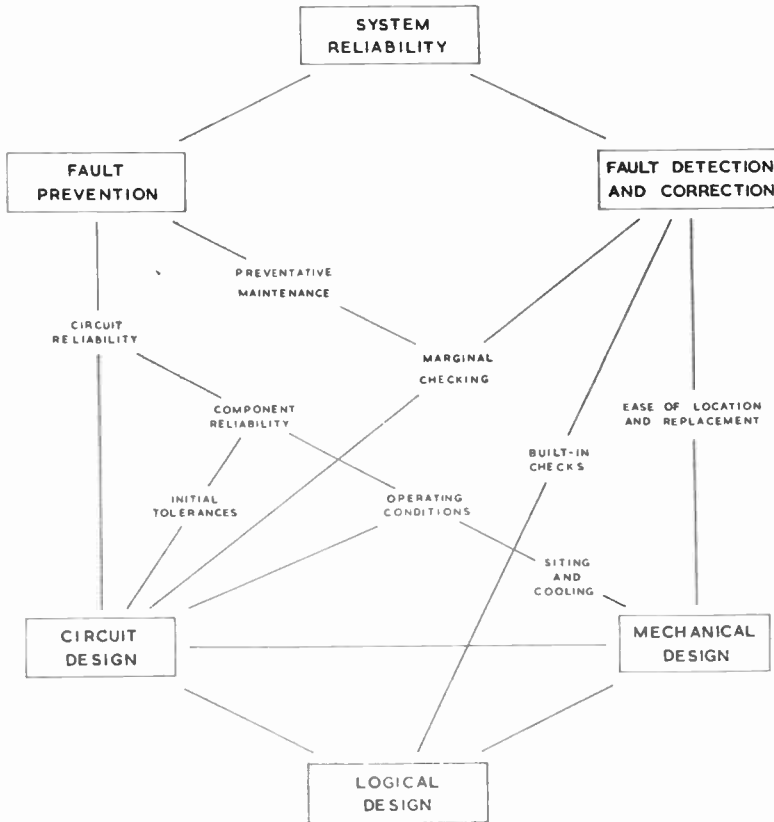 SYSTEM
RELIABILITY
FAULT
PREVENTION
FAULT DETECTION
AND CORRECTION
PREVENTATIVE
MAINTENANCE
CIRCUIT
RELIABILITY
MARGINAL
CHECKING
COMPONENT
RELIABILITY
EASE OF LOCATION
AND REPLACEMENT
BUILT-IN
CHECKS
INITIAL
TOLERANCES
OPERATING
CONDITIONS
SITING
AND
COOLING
CIRCUIT
DESIGN
MECHANICAL
DESIGN
LOGICAL
DESIGN